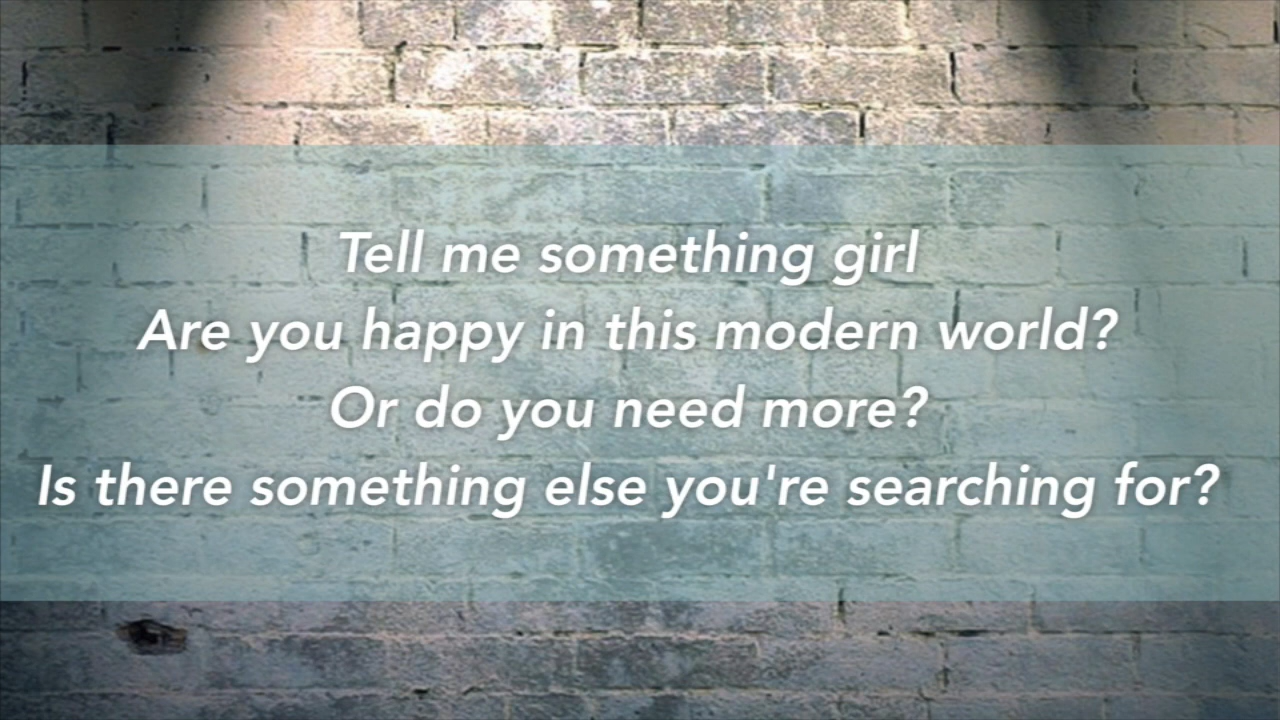 Tell me something girl
Are you happy in this modern world?
Or do you need more?
Is there something else you're searching for?